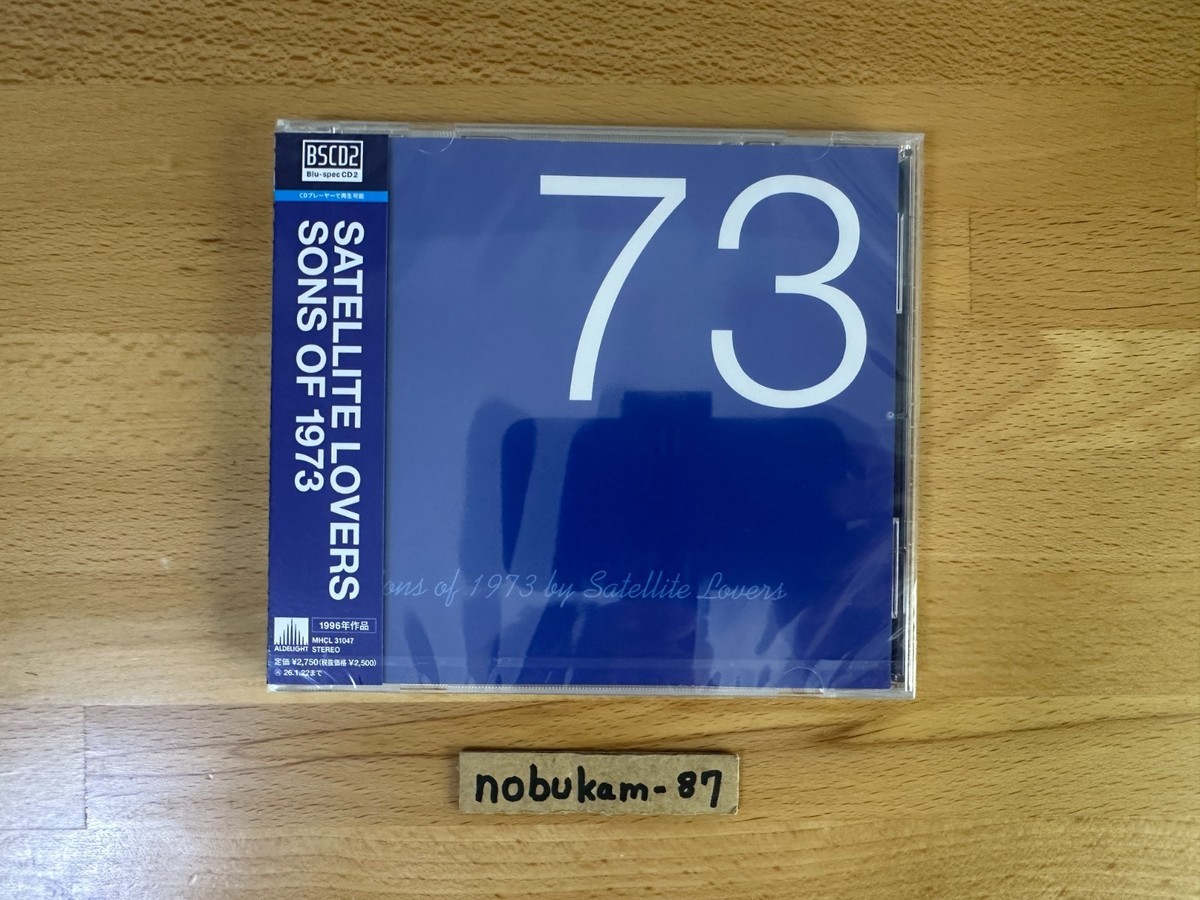 BSCD2
Blu-spec CD2
CDプレーヤーで再生可能
SATELLITE LOVERS
SONS OF 1973
ALDELIGHT
1996年作品
MHCL 31047
STEREO
定価 ¥2,750(税抜価格 ¥2,500)
26.1.22まで
73
ons of 1973 by Satellite Lovers
nobukam-87